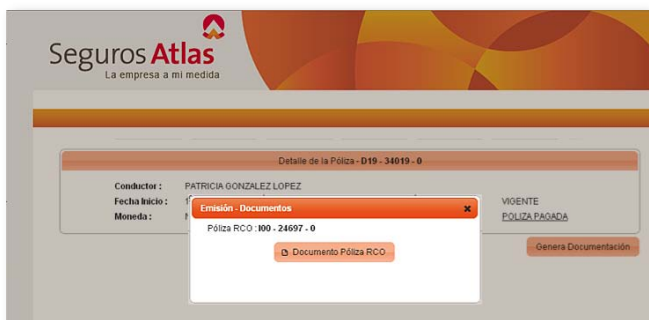 Seguros Atlas
La empresa a mi medida
Detalle de la Póliza - D19 - 34019 - 0
Conductor : PATRICIA GONZALEZ LOPEZ
Fecha Inicio : VIGENTE
Moneda : POLIZA PAGADA
Emisión - Documentos
Póliza RCO : I00 - 24697 - 0
Documento Póliza RCO
Genera Documentación